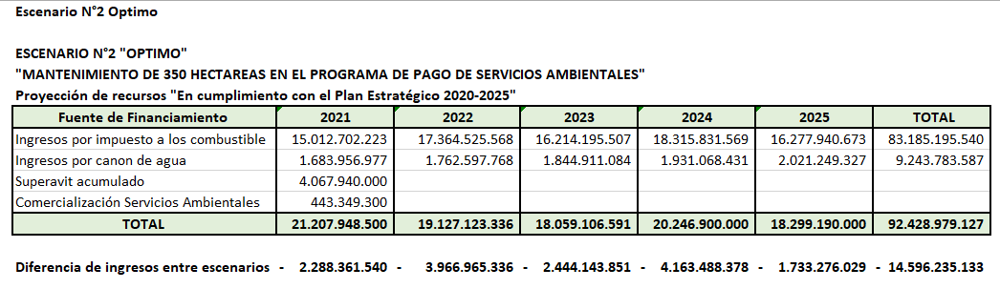 Escenario N°2 Optimo
ESCENARIO N°2 "OPTIMO"
"MANTENIMIENTO DE 350 HECTAREAS EN EL PROGRAMA DE PAGO DE SERVICIOS AMBIENTALES"
Proyección de recursos "En cumplimiento con el Plan Estratégico 2020-2025"
Fuente de Financiamiento 2021 2022 2023 2024 2025 TOTAL
Ingresos por impuesto a los combustible 15.012.702.223 17.364.525.568 16.214.195.507 18.315.831.569 16.277.940.673 83.185.195.540
Ingresos por canon de agua 1.683.956.977 1.762.597.768 1.844.911.084 1.931.068.431 2.021.249.327 9.243.783.587
Superavit acumulado 4.067.940.000
Comercialización Servicios Ambientales 443.349.300
TOTAL 21.207.948.500 19.127.123.336 18.059.106.591 20.246.900.000 18.299.190.000 92.428.979.127
Diferencia de ingresos entre escenarios - 2.288.361.540 - 3.966.965.336 - 2.444.143.851 - 4.163.488.378 - 1.733.276.029 - 14.596.235.133